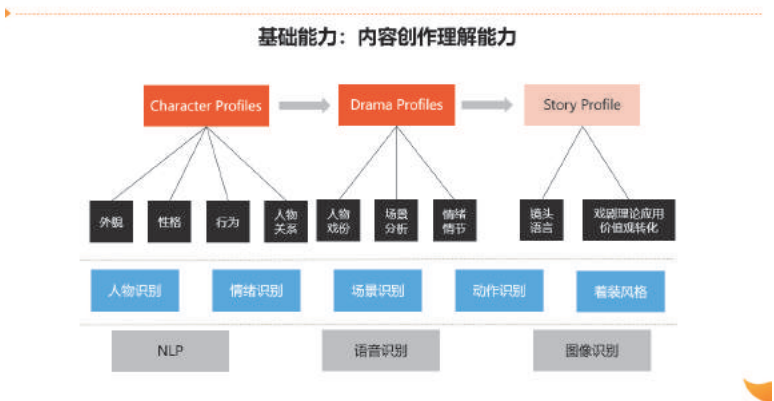 基础能力：内容创作理解能力
Character Profiles
Drama Profiles
Story Profile
外貌
性格
行为
人物
关系
人物
戏份
场景
分析
情绪
情节
镜头
语言
戏剧理论应用
价值观转化
人物识别
情绪识别
场景识别
动作识别
着装风格
NLP
语音识别
图像识别